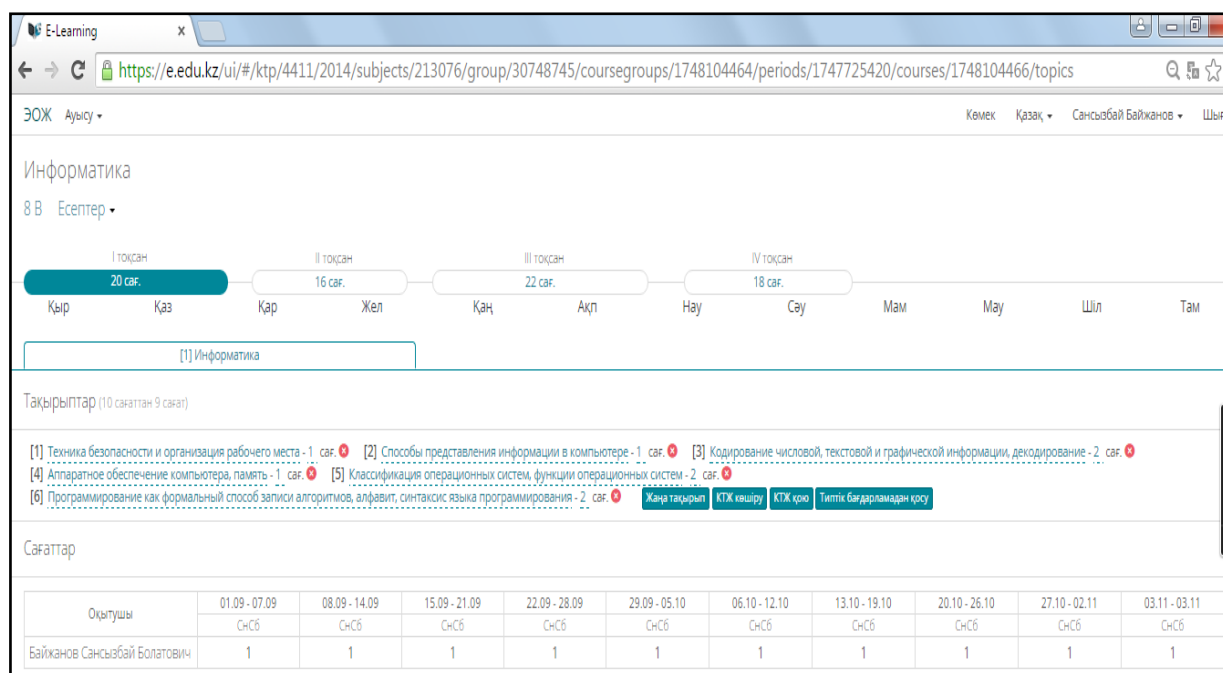 E-Learning
https://e.edu.kz/ui/#/ktp/4411/2014/subjects/213076/group/30748745/coursegroups/1748104464/periods/1747725420/courses/1748104466/topics
ЭОЖ Ауысу Көмек Қазақ Сансызбай Байжанов
Информатика
8 В Есептер
I тоқсан II тоқсан III тоқсан IV тоқсан
20 сағ. 16 сағ. 22 сағ. 18 сағ.
Қыр Қаз Қар Жел Қаң Ақп Нау Сәу Мам Мау Шіл Там
[1] Информатика
Тақырыптар (10 сағаттан 9 сағат)
[1] Техника безопасности и организация рабочего места - 1 сағ. [2] Способы представления информации в компьютере - 1 сағ. [3] Кодирование числовой, текстовой и графической информации, декодирование - 2 сағ.
[4] Аппаратное обеспечение компьютера, память - 1 сағ. [5] Классификация операционных систем, функции операционных систем - 2 сағ.
[6] Программирование как формальный способ записи алгоритмов, алфавит, синтаксис языка программирования - 2 сағ. Жаңа тақырып КТЖ көшіру КТЖ қою Типтік бағдарламадан қосу
Сағаттар
Оқытушы 01.09 - 07.09 08.09 - 14.09 15.09 - 21.09 22.09 - 28.09 29.09 - 05.10 06.10 - 12.10 13.10 - 19.10 20.10 - 26.10 27.10 - 02.11 03.11 - 03.11
СнСб СнСб СнСб СнСб СнСб СнСб СнСб СнСб СнСб СнСб
Байжанов Сансызбай Болатович 1 1 1 1 1 1 1 1 1 1